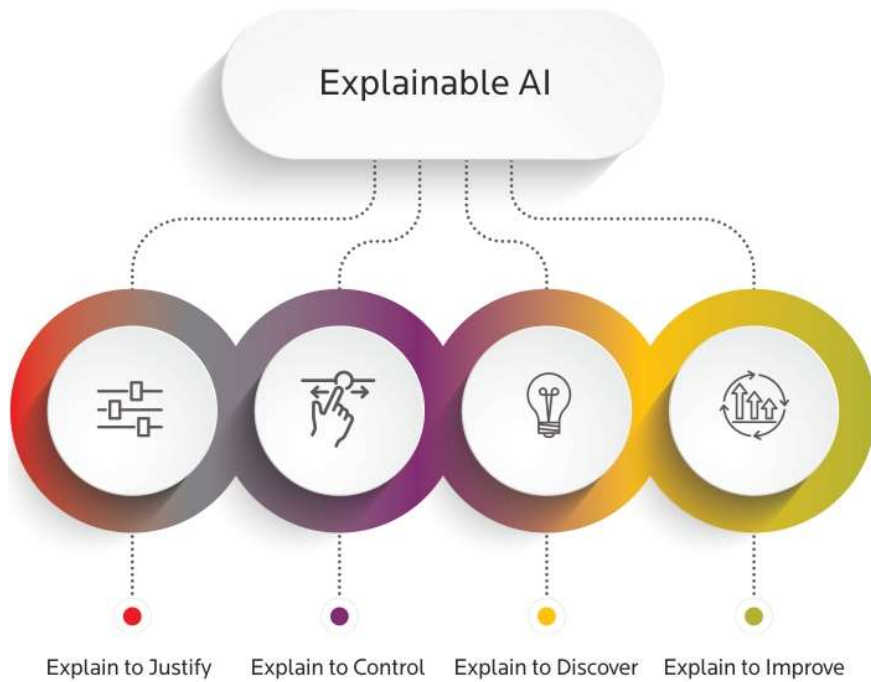 Explainable AI
Explain to Justify
Explain to Control
Explain to Discover
Explain to Improve